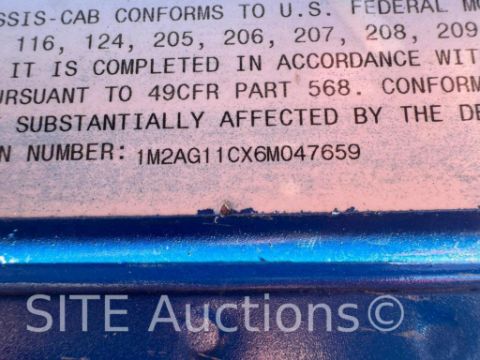 SSIS-CAB CONFORMS TO U.S. FEDERAL MO
116, 124, 205, 206, 207, 208, 209
IT IS COMPLETED IN ACCORDANCE WIT
URSUANT TO 49CFR PART 568. CONFORM
SUBSTANTIALLY AFFECTED BY THE DE
N NUMBER: 1M2AG11CX6M047659
SITE Auctions©